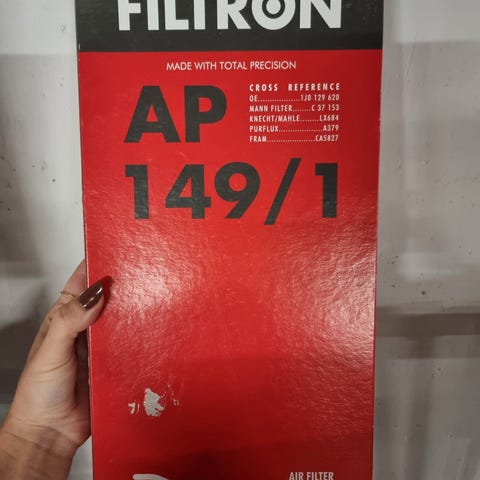 FILTRON
MADE WITH TOTAL PRECISION
AP
149/1
CROSS REFERENCE
OE.................1J0 129 620
MANN FILTER.......C 37 153
KNECHT/MAHLE........LX684
PURFLUX.................A379
FRAM...................CA5827
AIR FILTER